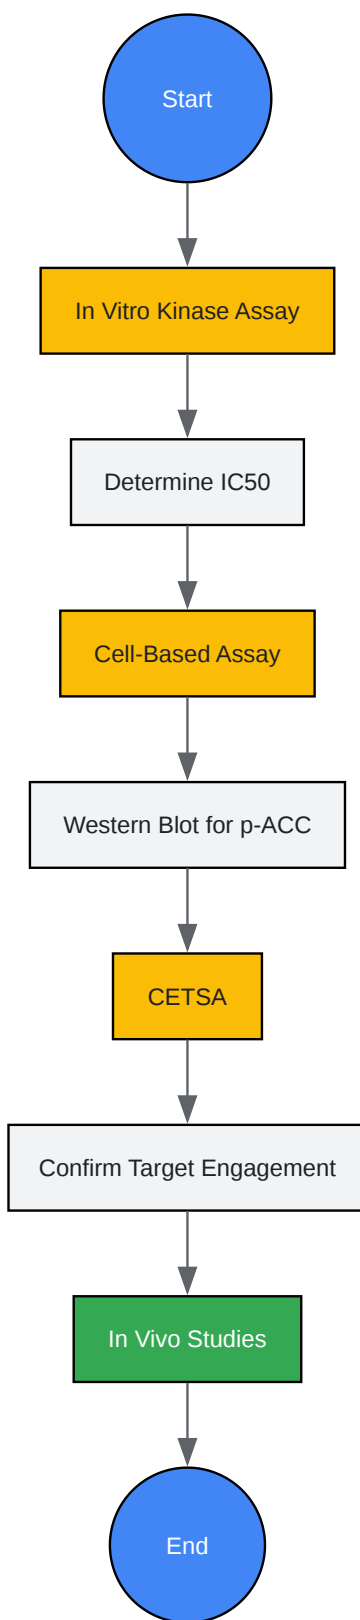 Start
In Vitro Kinase Assay
Determine IC50
Cell-Based Assay
Western Blot for p-ACC
CETSA
Confirm Target Engagement
In Vivo Studies
End